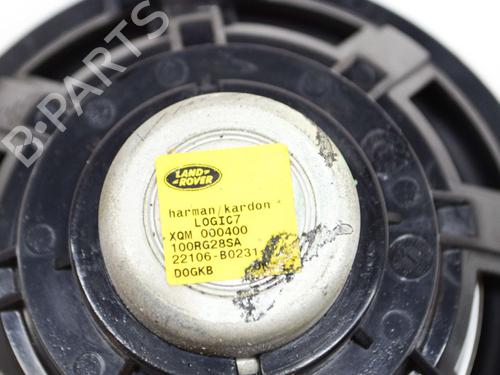 B-PARTS
LAND
ROVER
harman/kardon
LOGIC7
XQM 000400
100RG28SA
22106-B0231
D0GKB